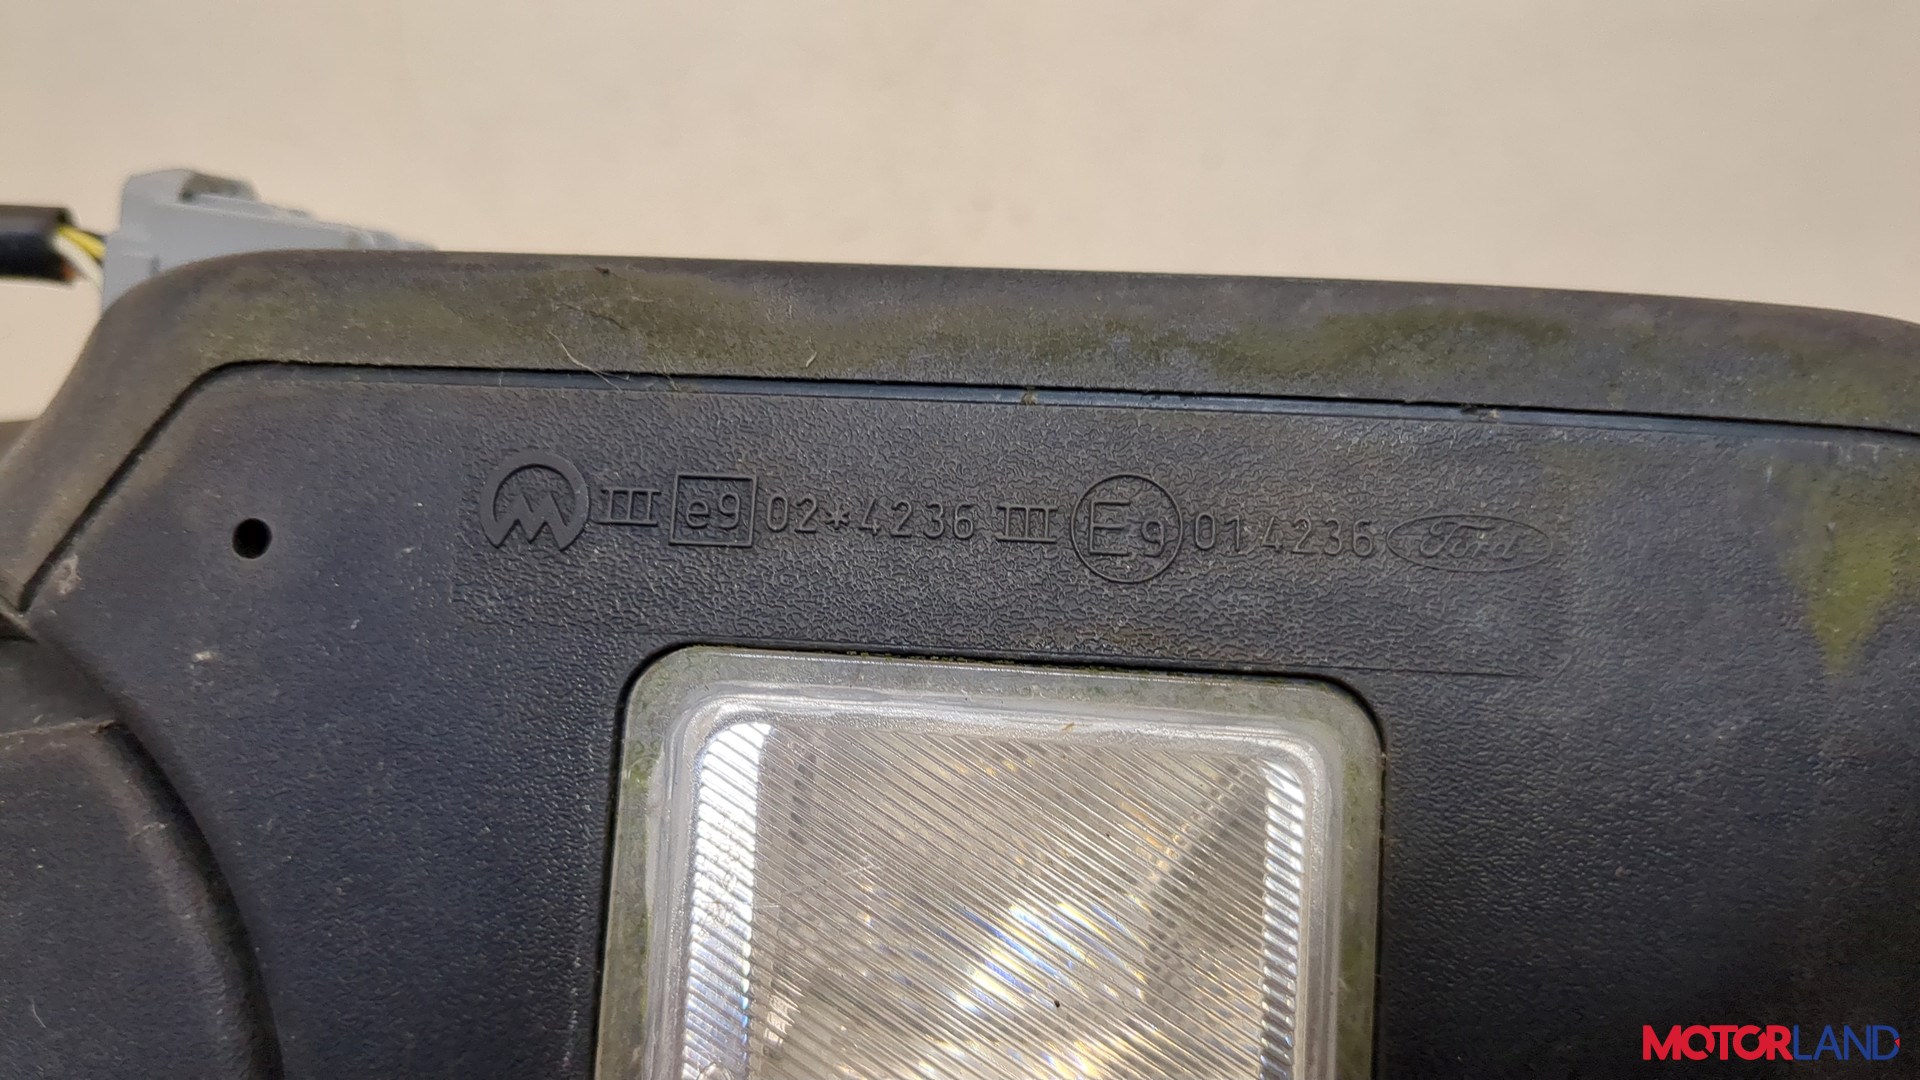 III e9 02*4236 III E9 014236 Ford
MOTORLAND